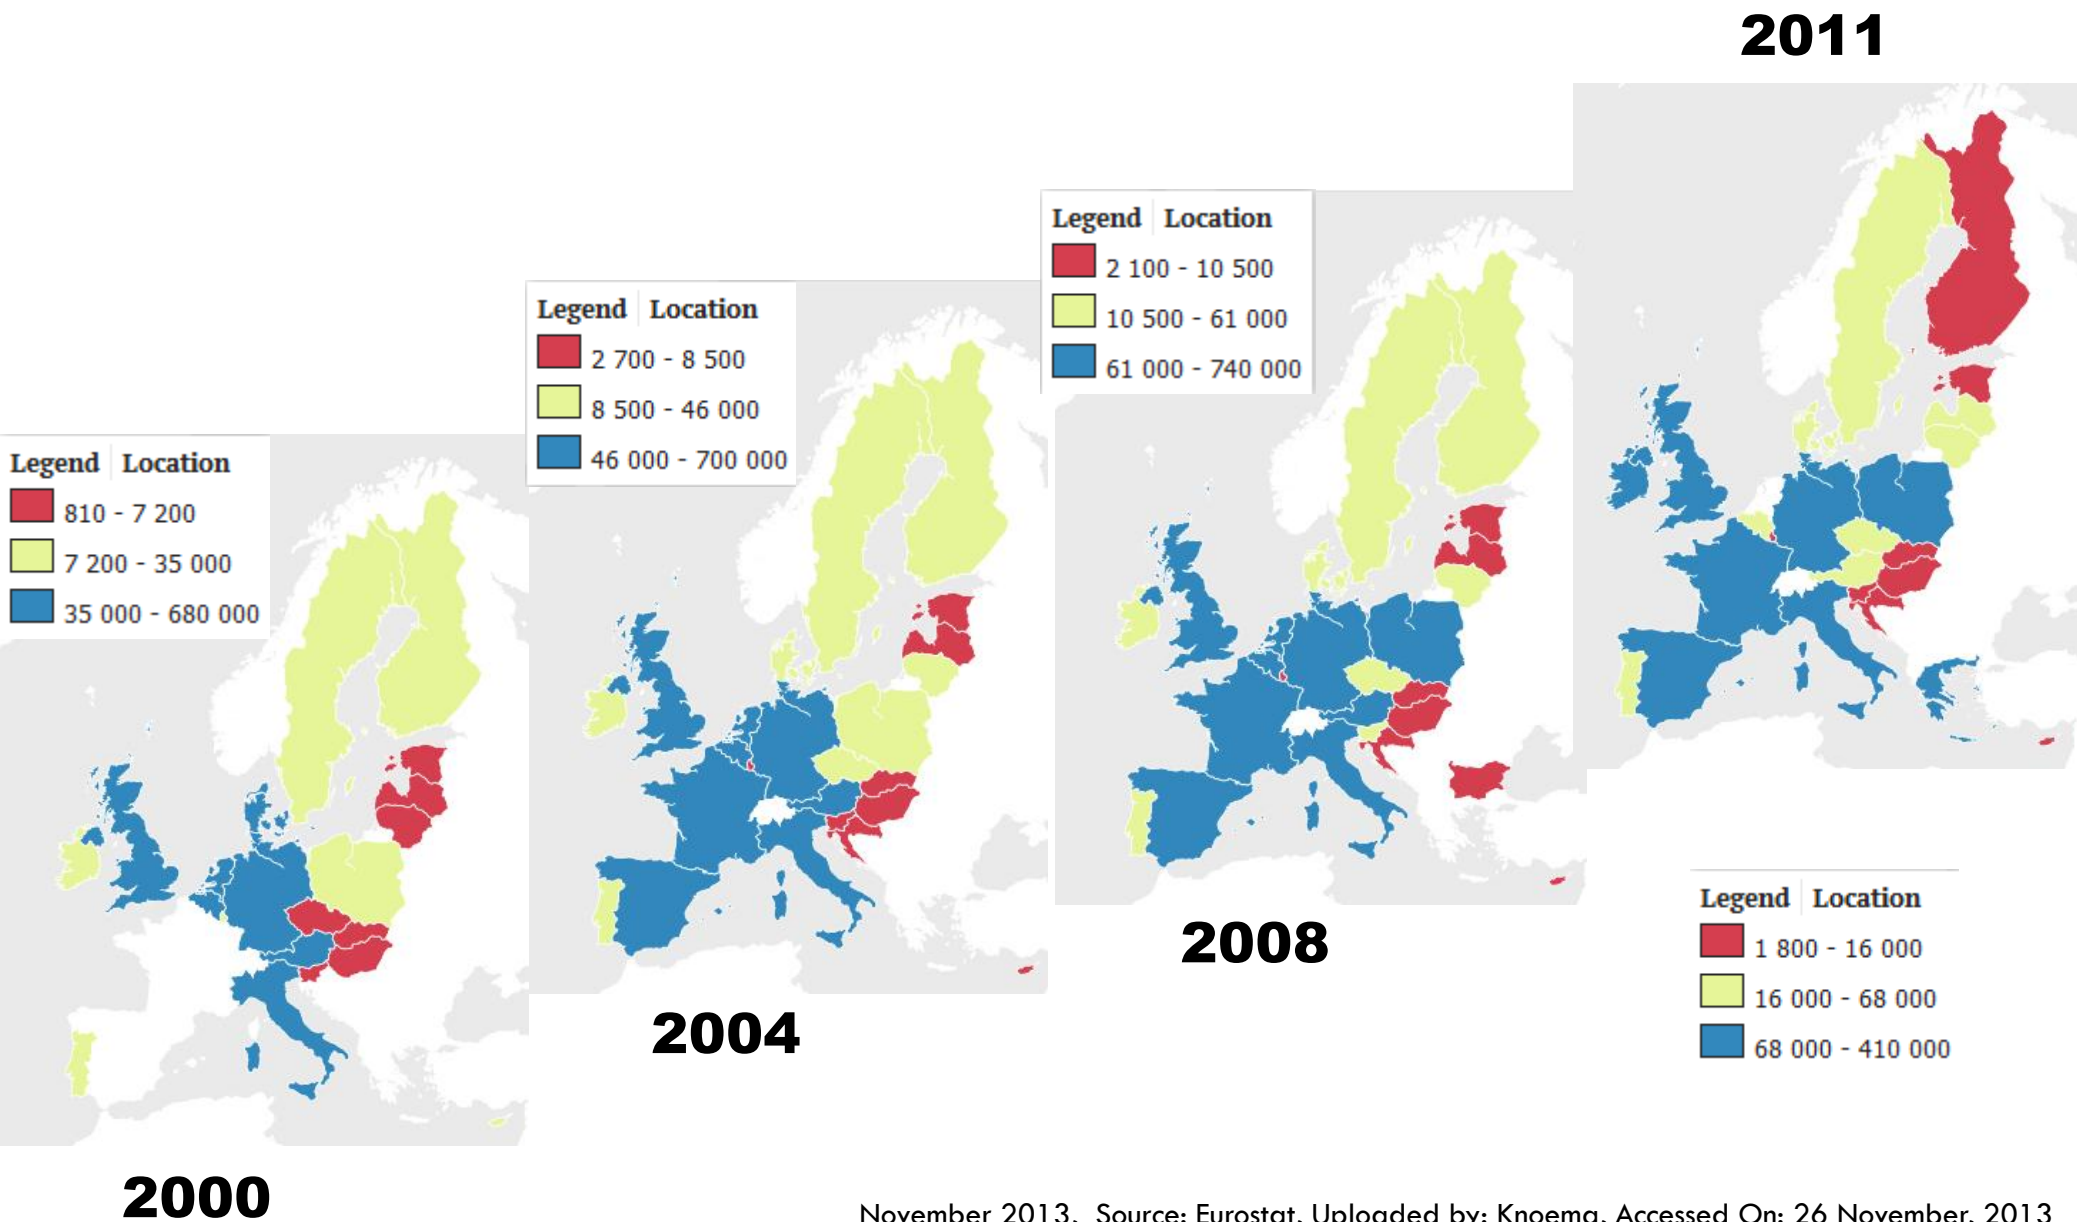 2011
Legend Location
2 100 - 10 500
10 500 - 61 000
61 000 - 740 000
Legend Location
2 700 - 8 500
8 500 - 46 000
46 000 - 700 000
Legend Location
810 - 7 200
7 200 - 35 000
35 000 - 680 000
Legend Location
1 800 - 16 000
16 000 - 68 000
68 000 - 410 000
2008
2004
2000
November 2013, Source: Eurostat, Uploaded by: Knoema, Accessed On: 26 November, 2013